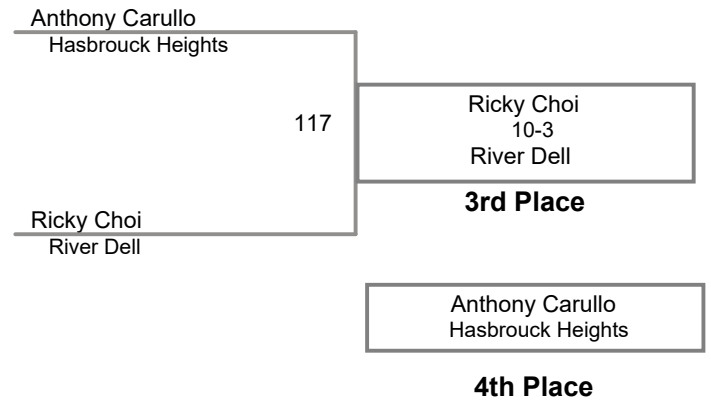 Anthony Carullo
Hasbrouck Heights
117
Ricky Choi
10-3
River Dell
3rd Place
Ricky Choi
River Dell
Anthony Carullo
Hasbrouck Heights
4th Place